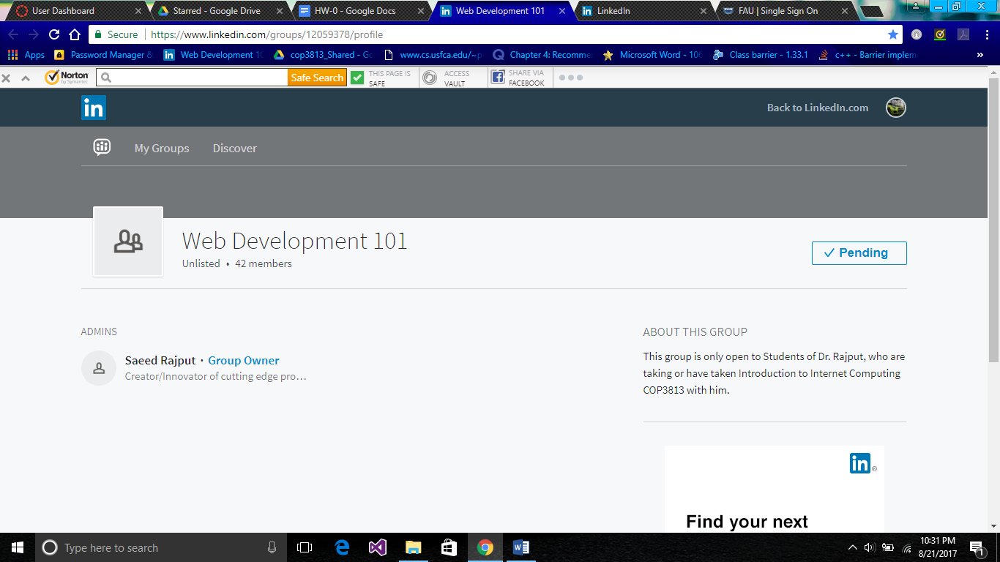 User Dashboard
Starred - Google Drive
HW-0 - Google Docs
Web Development 101
LinkedIn
FAU | Single Sign On
Secure
https://www.linkedin.com/groups/12059378/profile
Apps
Password Manager &
Web Development 10
cop3813_Shared - Go
www.cs.usfca.edu/~p
Chapter 4: Recomme
Microsoft Word - 106
Class barrier - 1.33.1
c++ - Barrier implem
»
Norton
by Symantec
Safe Search
THIS PAGE IS
SAFE
ACCESS
VAULT
SHARE VIA
FACEBOOK
in
Back to LinkedIn.com
My Groups
Discover
Web Development 101
Unlisted • 42 members
Pending
ADMINS
Saeed Rajput · Group Owner
Creator/Innovator of cutting edge pro…
ABOUT THIS GROUP
This group is only open to Students of Dr. Rajput, who are
taking or have taken Introduction to Internet Computing
COP3813 with him.
in ®
Find your next
Type here to search
10:31 PM
8/21/2017
1